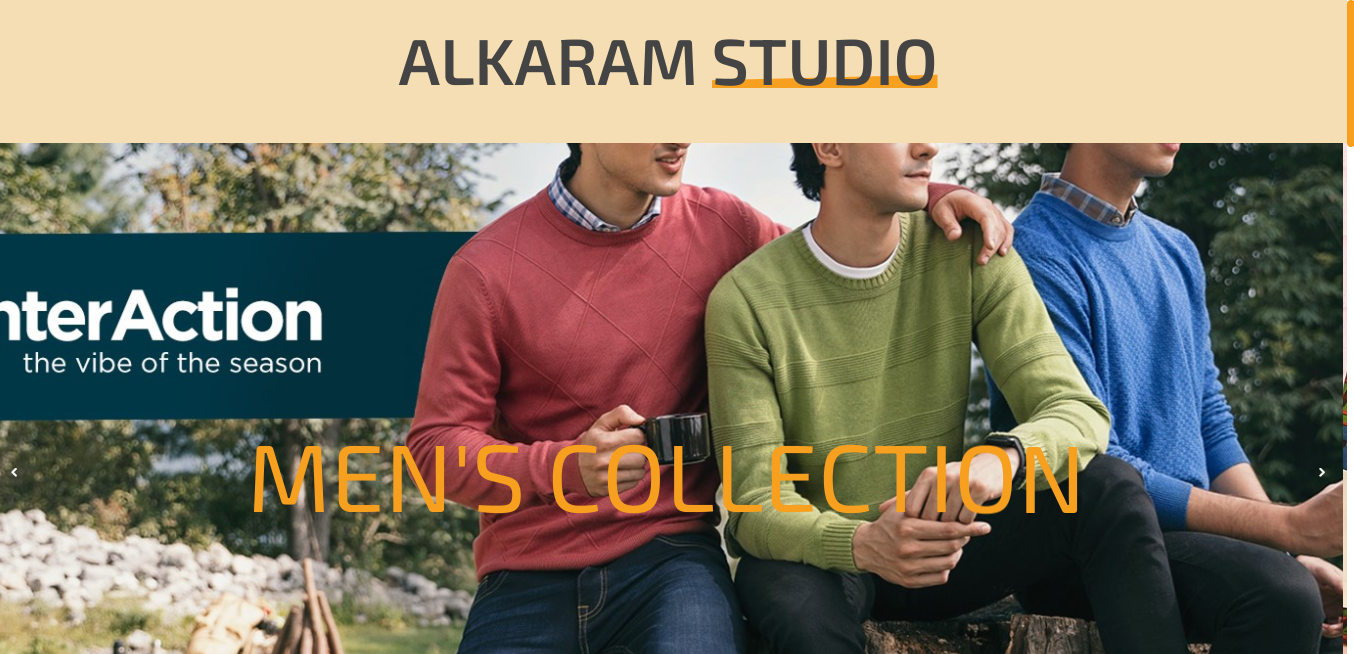 ALKARAM STUDIO
nterAction
the vibe of the season
MEN'S COLLECTION